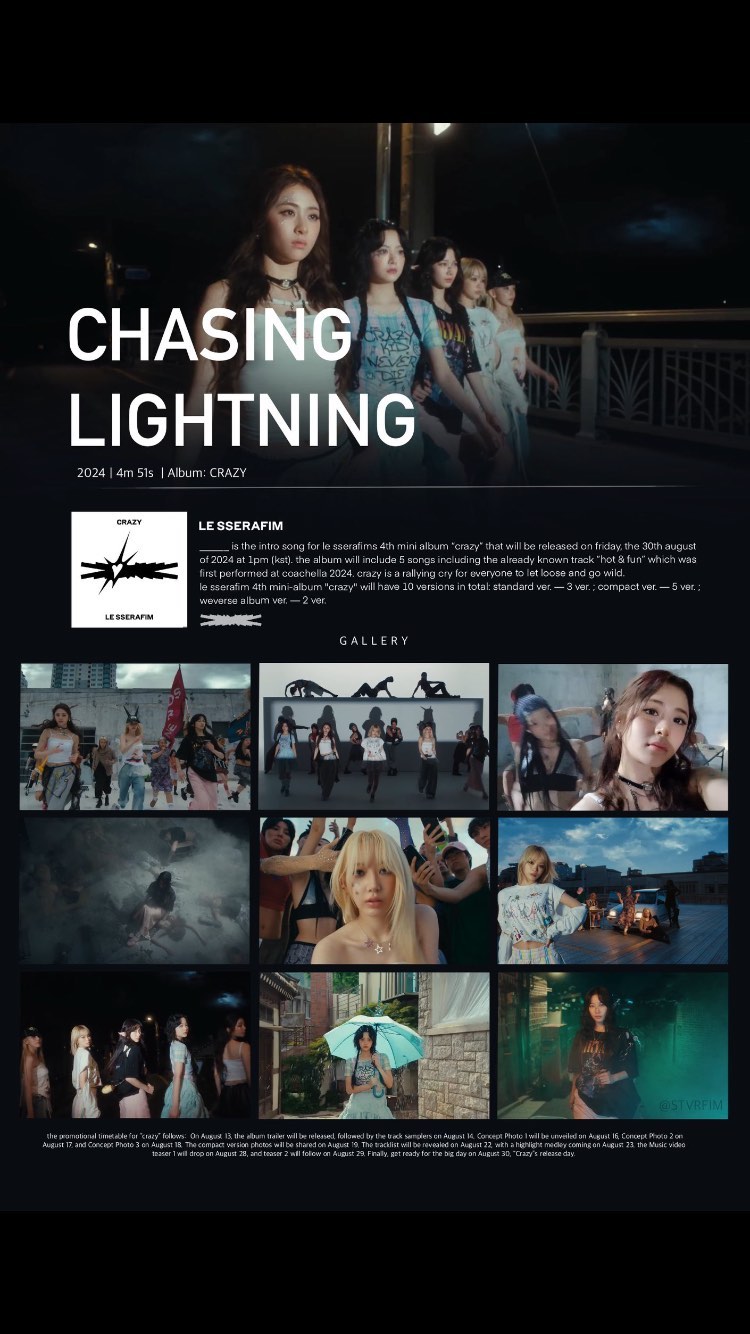 CHASING
LIGHTNING
2024 | 4m 51s | Album: CRAZY
CRAZY
LE SSERAFIM
LE SSERAFIM
______ is the intro song for le sserafims 4th mini album "crazy" that will be released on friday, the 30th august
of 2024 at 1pm (kst). the album will include 5 songs including the already known track "hot & fun" which was
first performed at coachella 2024. crazy is a rallying cry for everyone to let loose and go wild.
le sserafim 4th mini-album "crazy" will have 10 versions in total: standard ver. — 3 ver. ; compact ver. — 5 ver. ;
weverse album ver. — 2 ver.
GALLERY
@STVRFIM
the promotional timetable for "crazy" follows: On August 13, the album trailer will be released, followed by the track samplers on August 14, Concept Photo 1 will be unveiled on August 16, Concept Photo 2 on
August 17, and Concept Photo 3 on August 18. The compact version photos will be shared on August 19. The tracklist will be revealed on August 22, with a highlight medley coming on August 23. the Music video
teaser 1 will drop on August 28, and teaser 2 will follow on August 29. Finally, get ready for the big day on August 30, "Crazy"s release day.